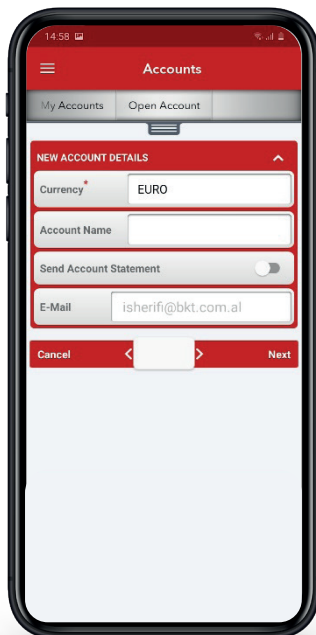 14:58
Accounts
My Accounts Open Account
NEW ACCOUNT DETAILS
Currency* EURO
Account Name
Send Account Statement
E-Mail isherifi@bkt.com.al
Cancel < > Next